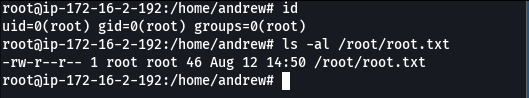 root@ip-172-16-2-192:/home/andrew# id
uid=0(root) gid=0(root) groups=0(root)
root@ip-172-16-2-192:/home/andrew# ls -al /root/root.txt
-rw-r--r-- 1 root root 46 Aug 12 14:50 /root/root.txt
root@ip-172-16-2-192:/home/andrew#